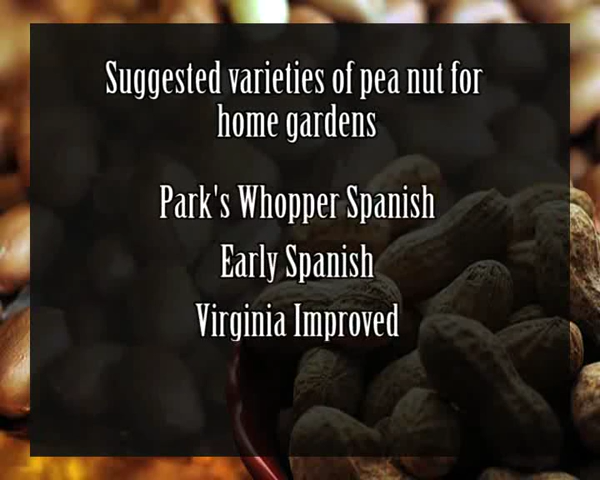 Suggested varieties of pea nut for
home gardens
Park's Whopper Spanish
Early Spanish
Virginia Improved